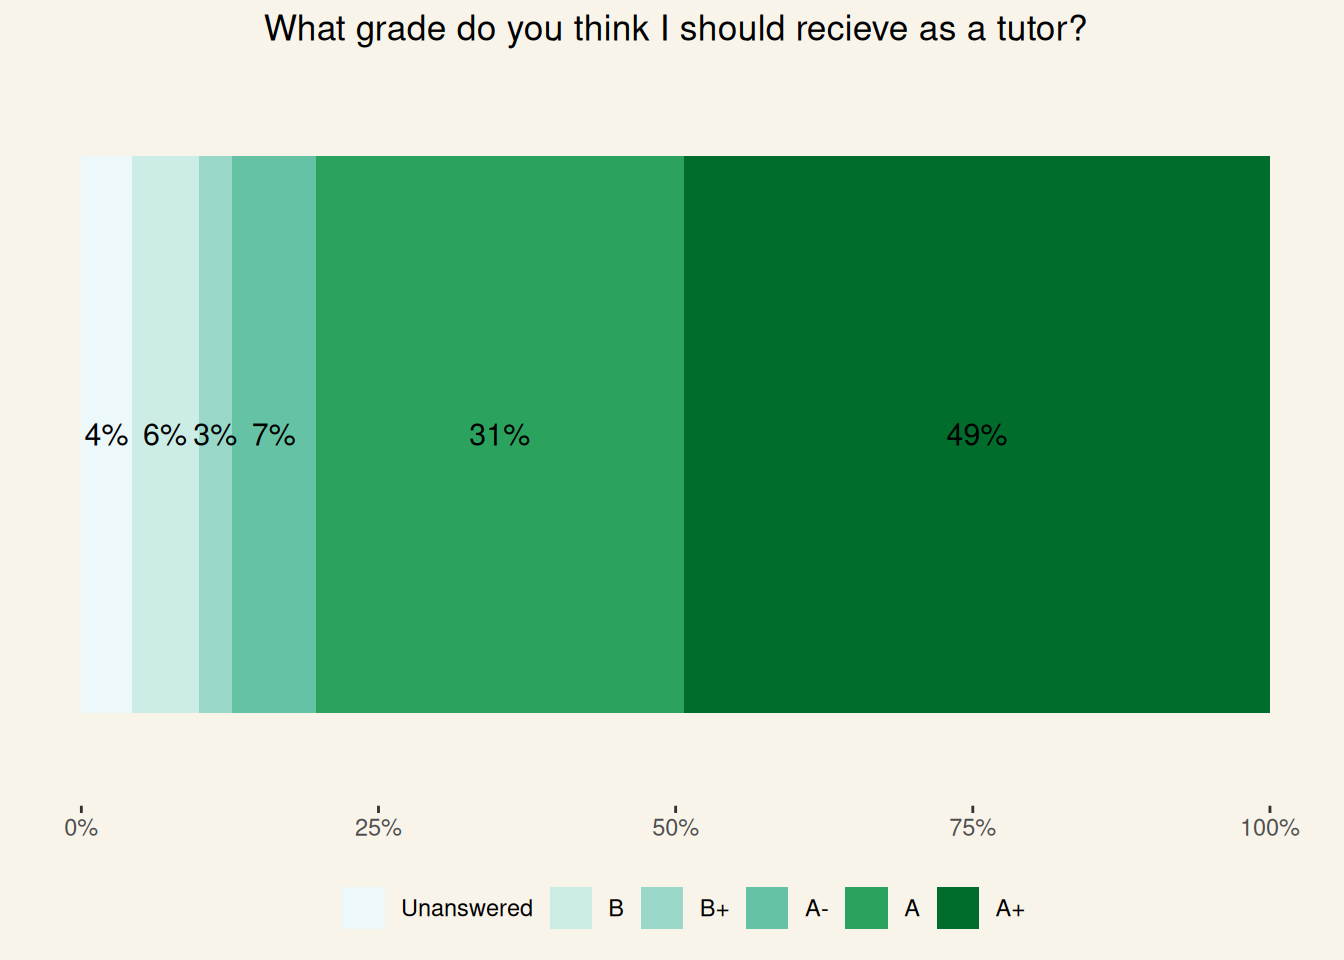 What grade do you think I should recieve as a tutor?
4% 6% 3% 7% 31% 49%
0% 25% 50% 75% 100%
Unanswered B B+ A- A A+